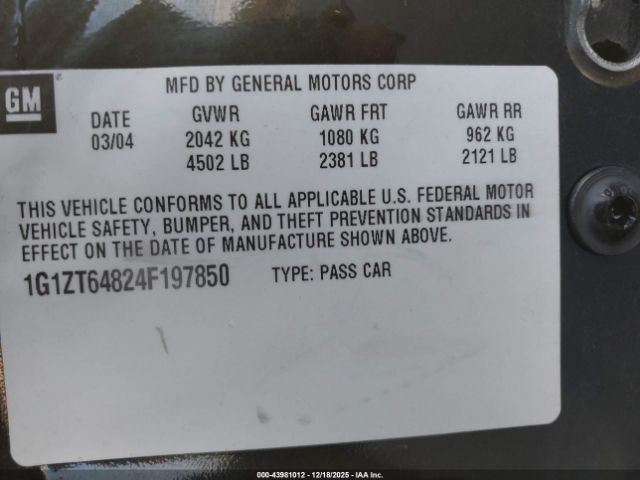 GM
MFD BY GENERAL MOTORS CORP
DATE GVWR GAWR FRT GAWR RR
03/04 2042 KG 1080 KG 962 KG
4502 LB 2381 LB 2121 LB
THIS VEHICLE CONFORMS TO ALL APPLICABLE U.S. FEDERAL MOTOR
VEHICLE SAFETY, BUMPER, AND THEFT PREVENTION STANDARDS IN
EFFECT ON THE DATE OF MANUFACTURE SHOWN ABOVE.
1G1ZT64824F197850 TYPE: PASS CAR
000-43981012 - 12/18/2025 - IAA Inc.